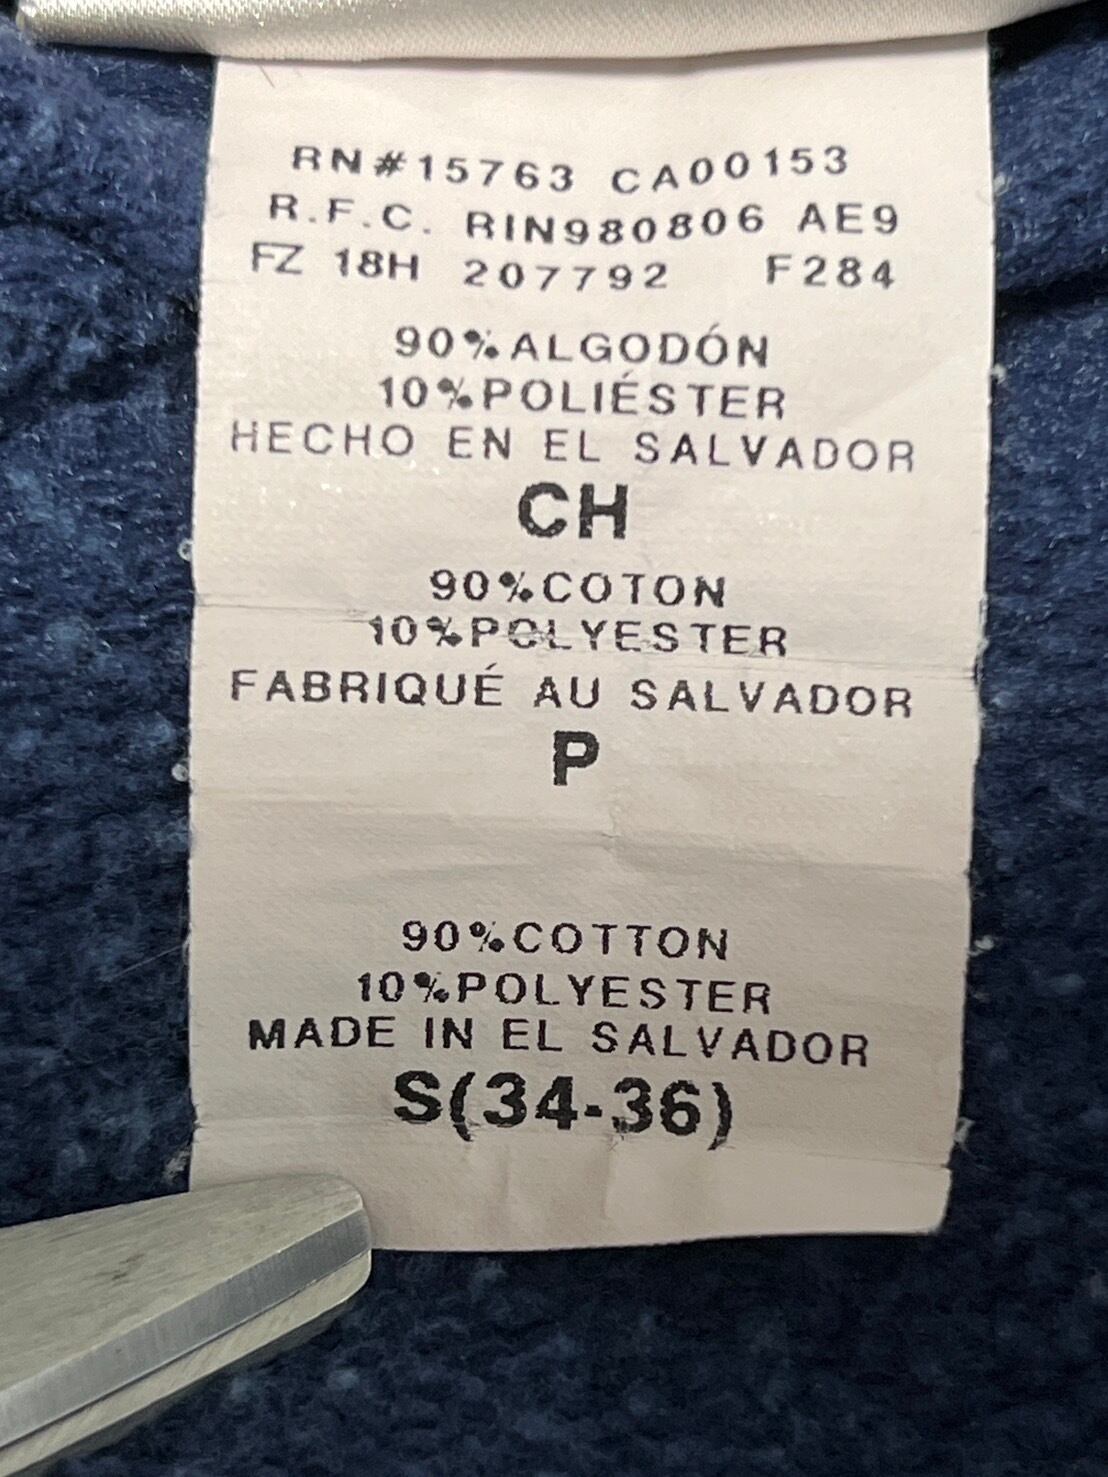 RN#15763 CA00153
R.F.C. RIN980806 AE9
FZ 18H 207792 F284
90%ALGODÓN
10%POLIÉSTER
HECHO EN EL SALVADOR
CH
90%COTON
10%POLYESTER
FABRIQUÉ AU SALVADOR
P
90%COTTON
10%POLYESTER
MADE IN EL SALVADOR
S(34-36)